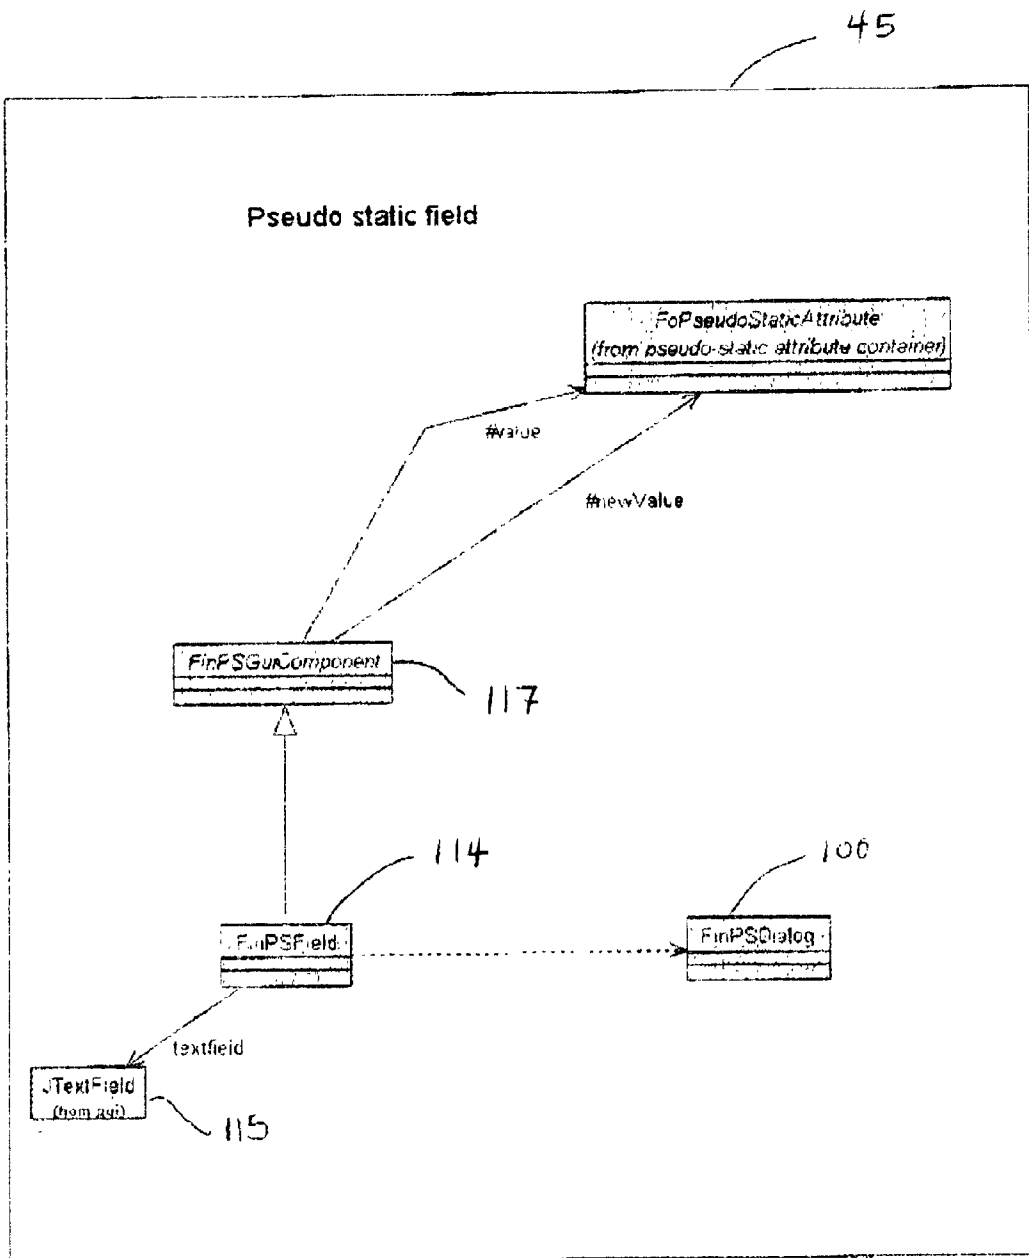 45
Pseudo static field
FoPseudoStaticAttribute
(from pseudo-static attribute container)
#value
#newValue
FinPSGuiComponent
117
114
100
FinPSField
FinPSDialog
textfield
JTextField
115